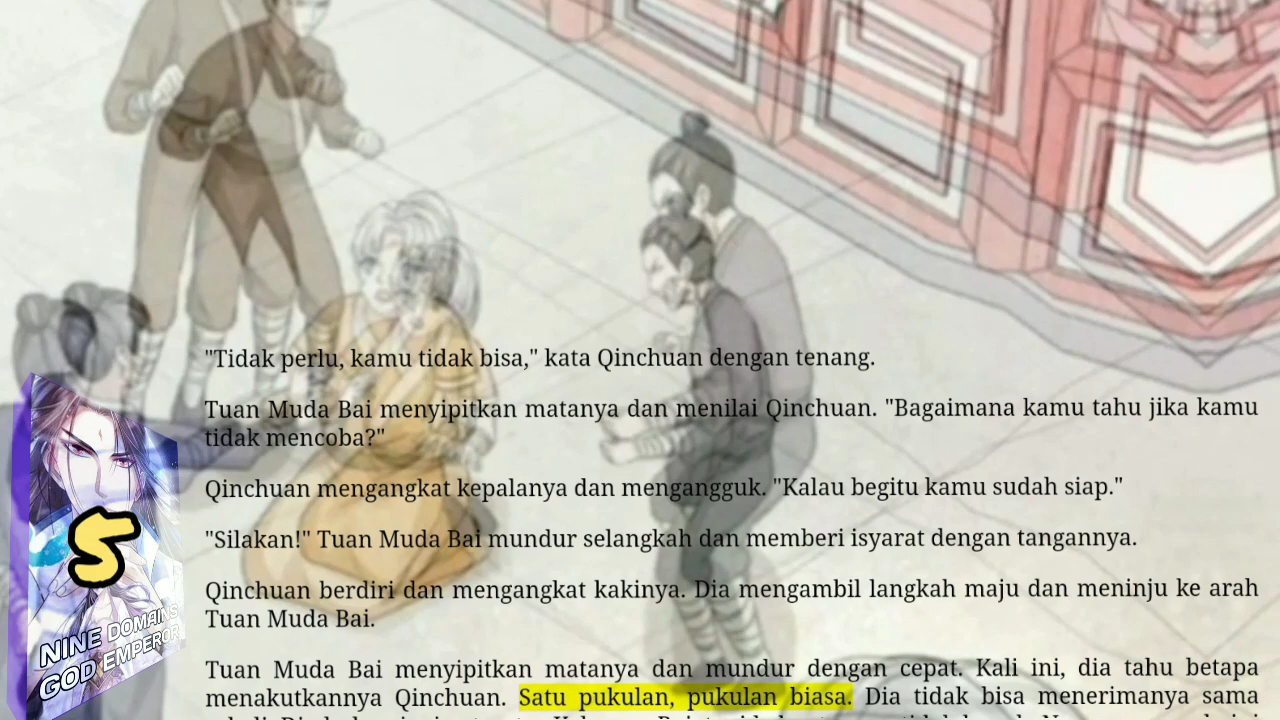 "Tidak perlu, kamu tidak bisa," kata Qinchuan dengan tenang.
Tuan Muda Bai menyipitkan matanya dan menilai Qinchuan. "Bagaimana kamu tahu jika kamu
tidak mencoba?"
Qinchuan mengangkat kepalanya dan mengangguk. "Kalau begitu kamu sudah siap."
"Silakan!" Tuan Muda Bai mundur selangkah dan memberi isyarat dengan tangannya.
Qinchuan berdiri dan mengangkat kakinya. Dia mengambil langkah maju dan meninju ke arah
Tuan Muda Bai.
Tuan Muda Bai menyipitkan matanya dan mundur dengan cepat. Kali ini, dia tahu betapa
menakutkannya Qinchuan. Satu pukulan, pukulan biasa. Dia tidak bisa menerimanya sama
5
NINE DOMAINS
GOD EMPEROR